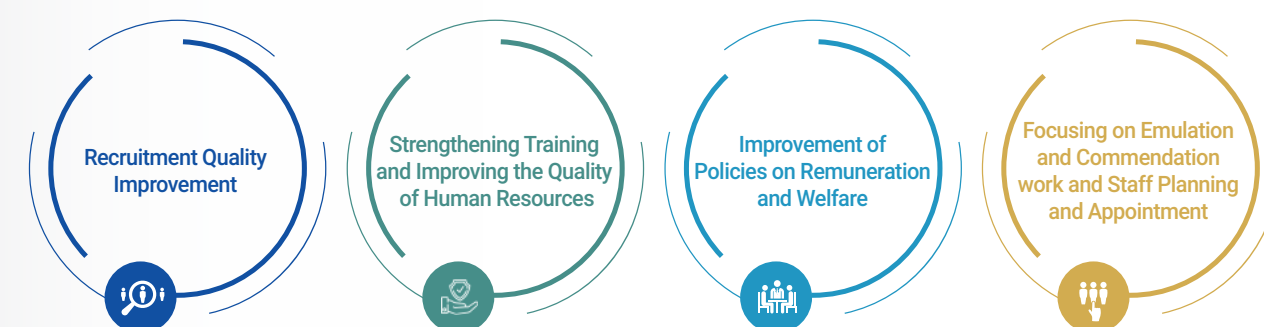 Recruitment Quality
Improvement
Strengthening Training
and Improving the Quality
of Human Resources
Improvement of
Policies on Remuneration
and Welfare
Focusing on Emulation
and Commendation
work and Staff Planning
and Appointment